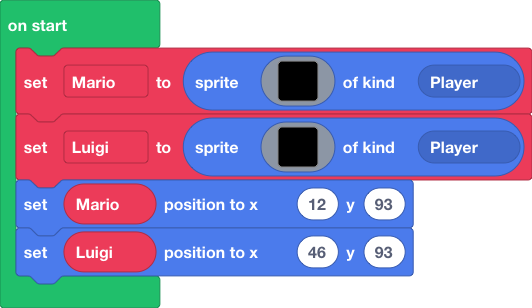 on start
set Mario to sprite of kind Player
set Luigi to sprite of kind Player
set Mario position to x 12 y 93
set Luigi position to x 46 y 93